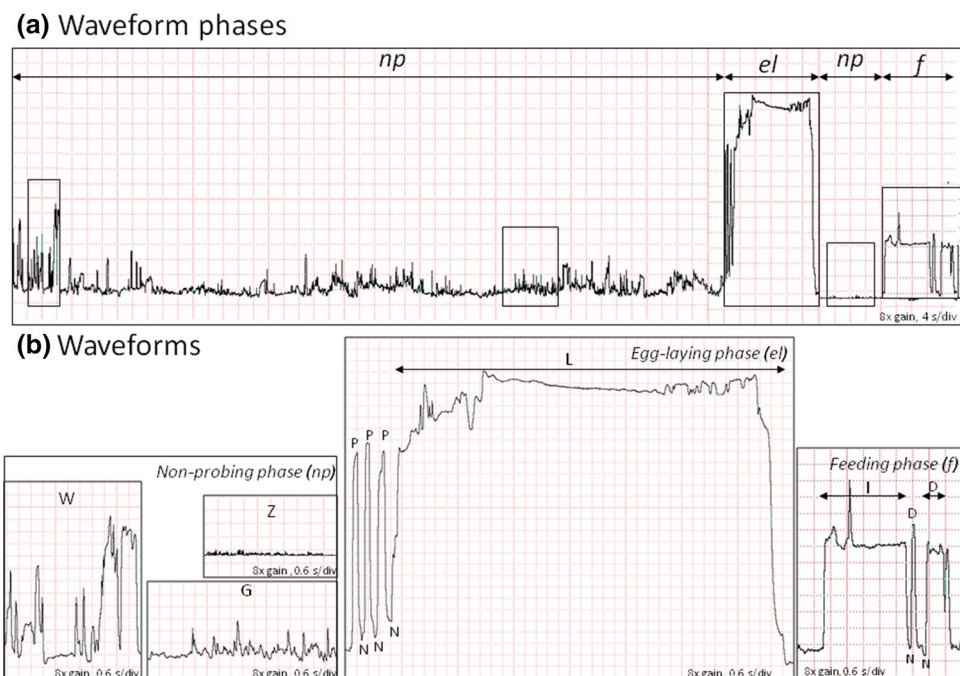 (a) Waveform phases
np el np f
8x gain, 4 s/div
(b) Waveforms
Egg-laying phase (el)
L
P P P
N N N
8x gain, 0.6 s/div
Non-probing phase (np)
W
8x gain, 0.6 s/div
Z
8x gain, 0.6 s/div
G
8x gain, 0.6 s/div
Feeding phase (f)
I D
D
N N
8x gain, 0.6 s/div